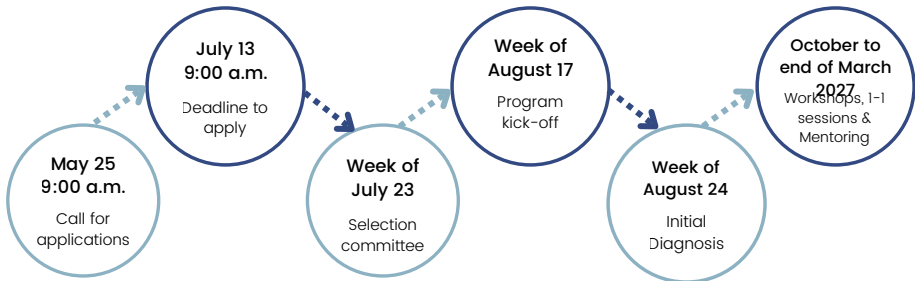 May 25
9:00 a.m.
Call for
applications
July 13
9:00 a.m.
Deadline to
apply
Week of
July 23
Selection
committee
Week of
August 17
Program
kick-off
Week of
August 24
Initial
Diagnosis
October to
end of March
2027
Workshops, 1-1
sessions &
Mentoring